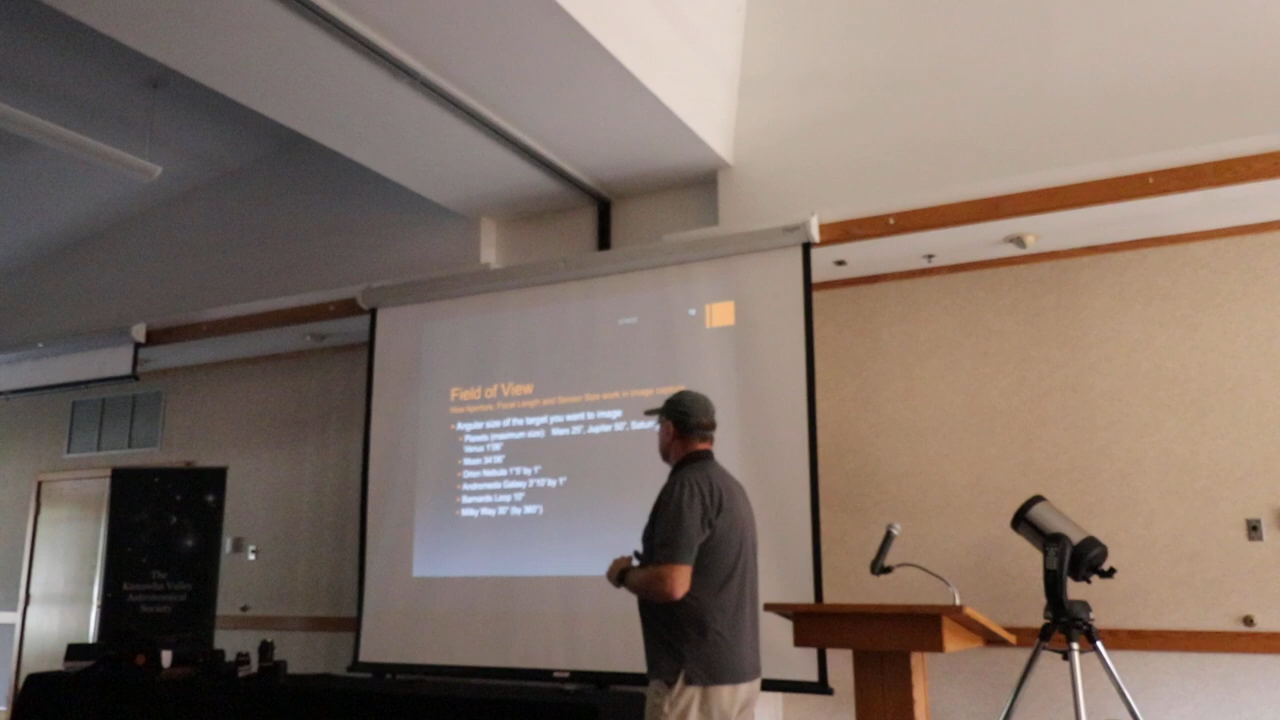 Field of View
How Aperture, Focal Length and Sensor Size work in image capture
Angular size of the target you want to image
Planets (maximum size) Mars 25", Jupiter 50", Saturn
Venus 1'06"
Moon 34'06"
Orion Nebula 1°5' by 1°
Andromeda Galaxy 3°10' by 1°
Barnards Loop 10°
Milky Way 30° (by 360°)
The
Kanawha Valley
Astronomical
Society